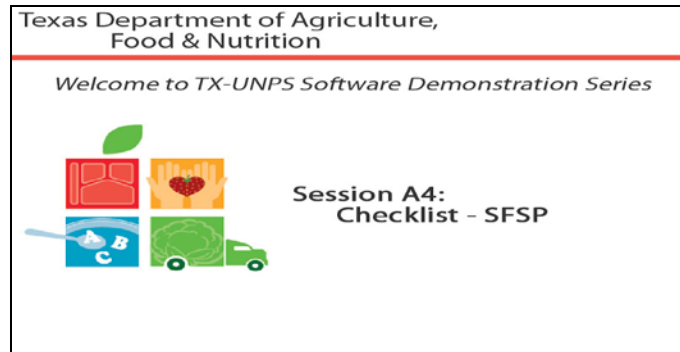 Texas Department of Agriculture,
Food & Nutrition
Welcome to TX-UNPS Software Demonstration Series
Session A4:
Checklist - SFSP
A B
C